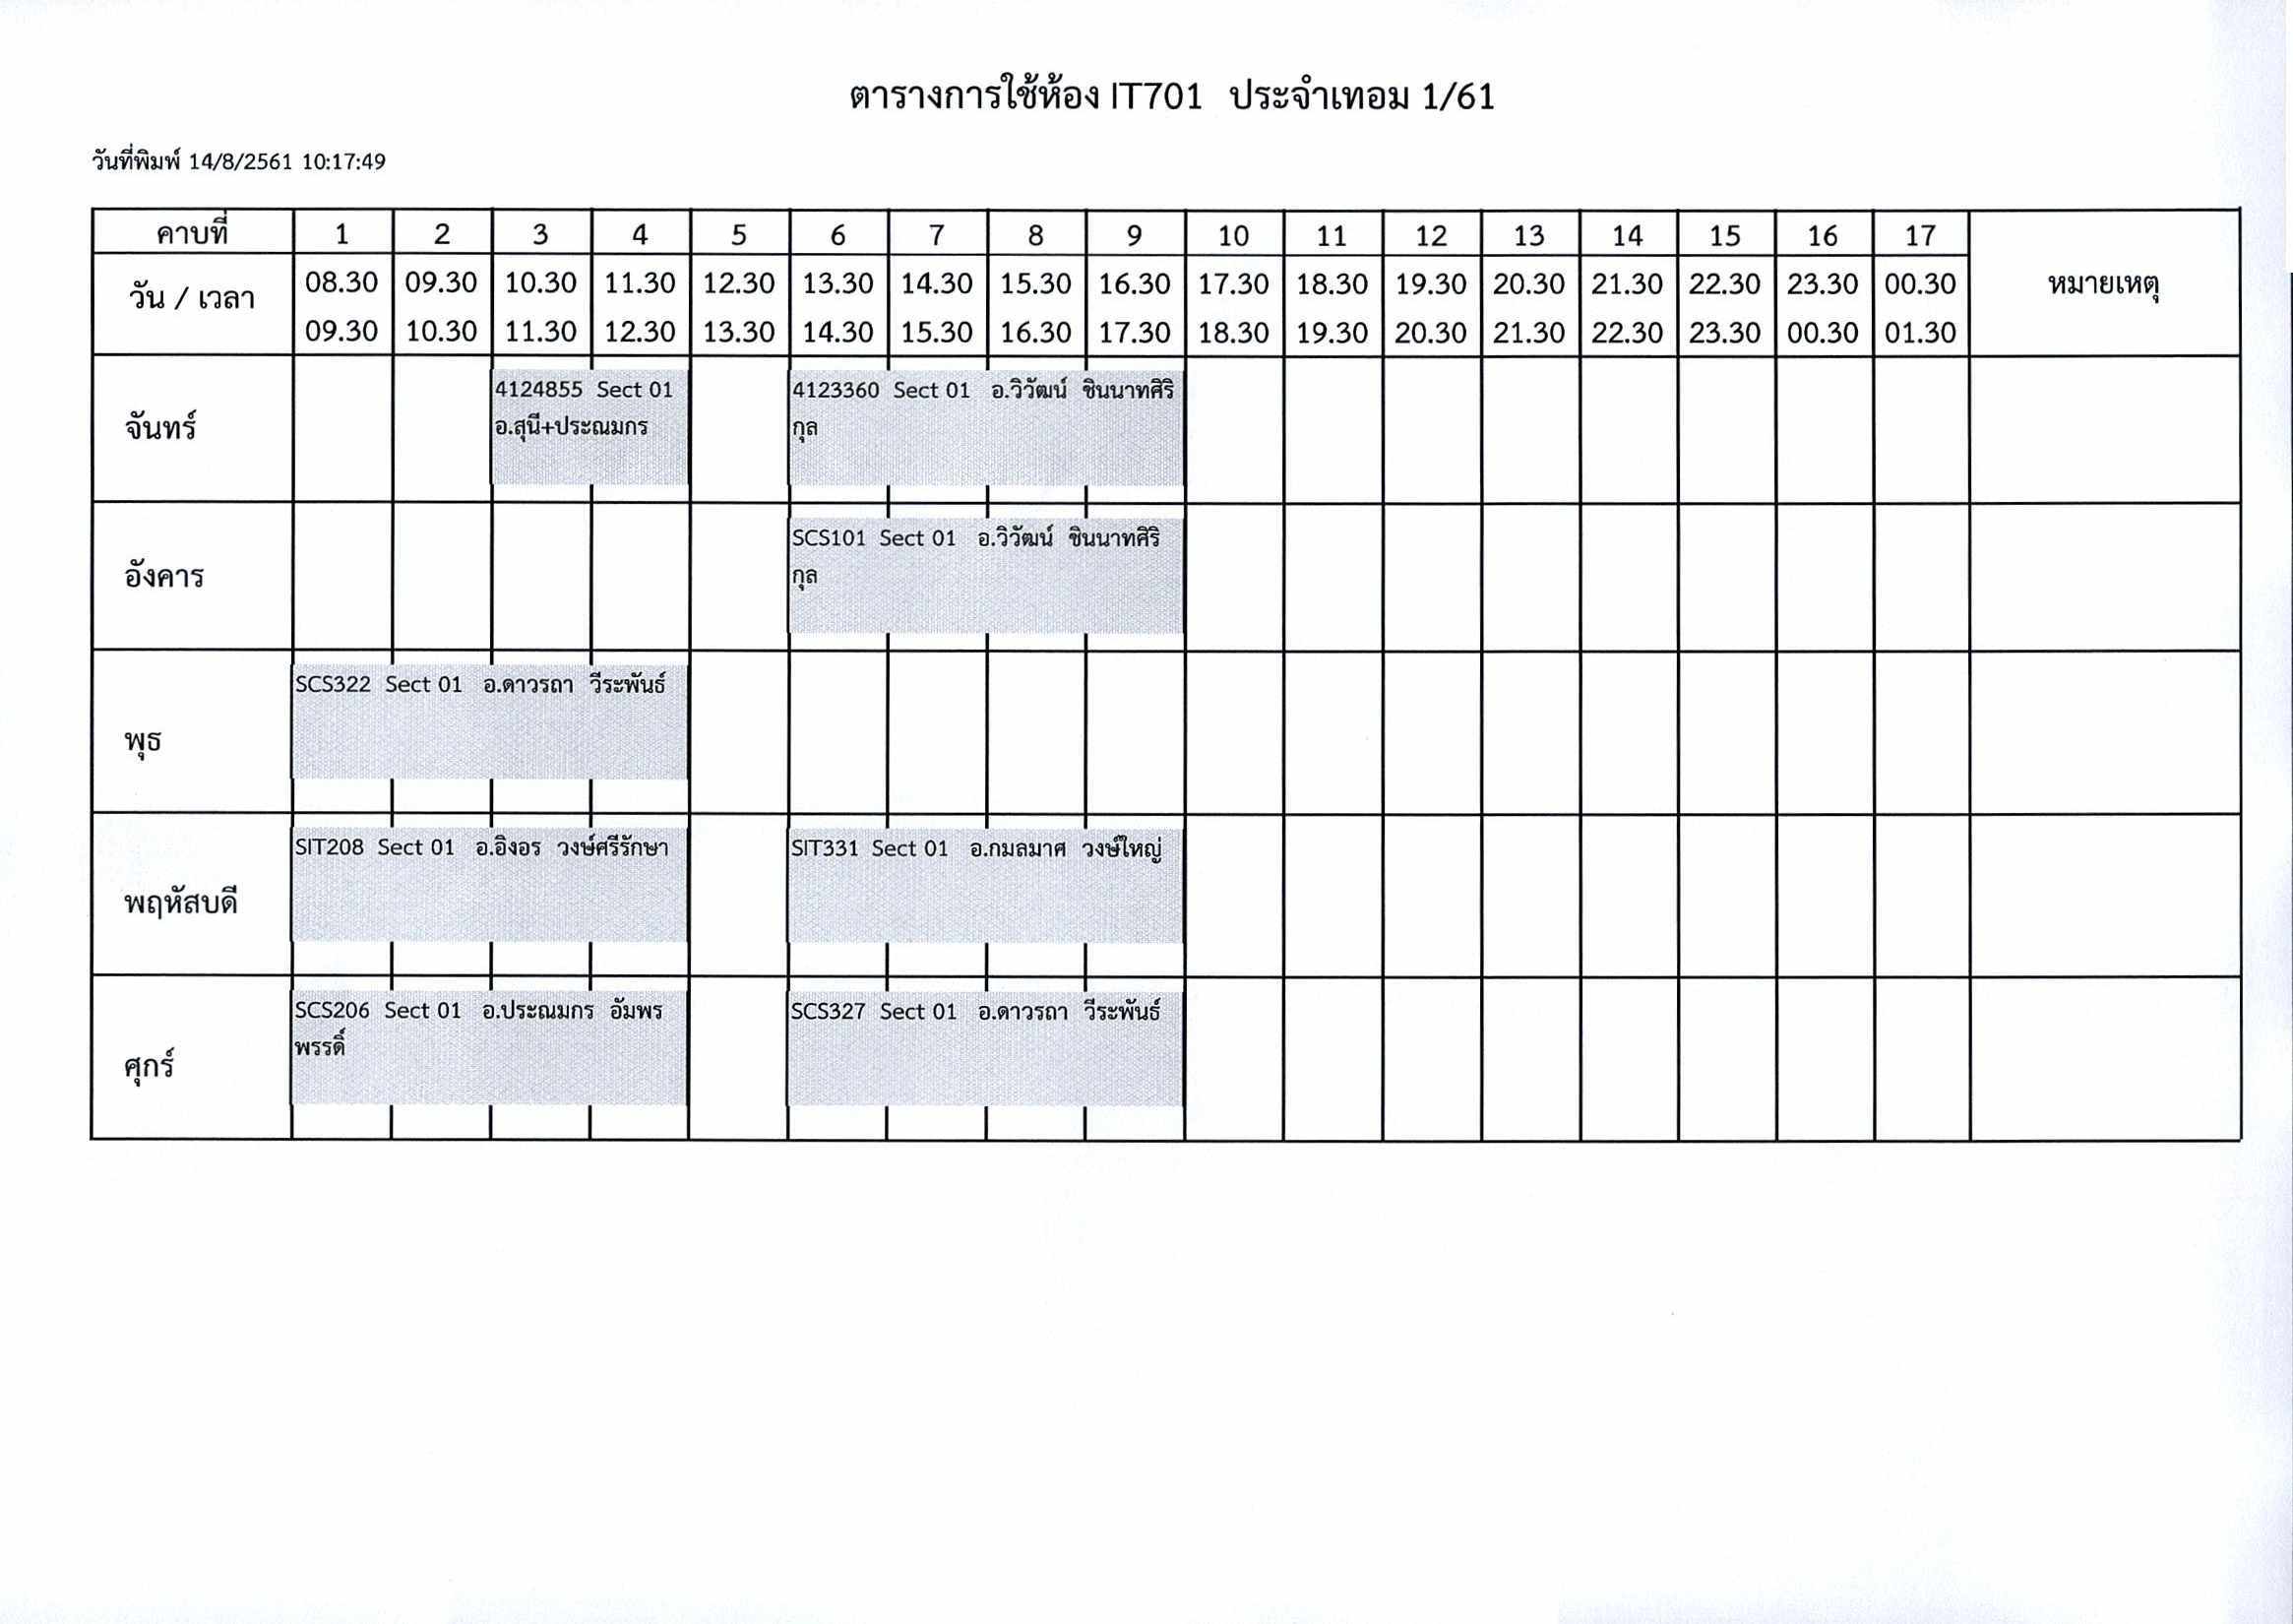 ตารางการใช้ห้อง IT701 ประจำเทอม 1/61
วันที่พิมพ์ 14/8/2561 10:17:49
คาบที่ 1 2 3 4 5 6 7 8 9 10 11 12 13 14 15 16 17
วัน / เวลา
08.30 09.30 10.30 11.30 12.30 13.30 14.30 15.30 16.30 17.30 18.30 19.30 20.30 21.30 22.30 23.30 00.30
09.30 10.30 11.30 12.30 13.30 14.30 15.30 16.30 17.30 18.30 19.30 20.30 21.30 22.30 23.30 00.30 01.30
หมายเหตุ
จันทร์
4124855 Sect 01
อ.สุนี+ประณมกร
4123360 Sect 01 อ.วิวัฒน์ ชินนาทศิริ
กุล
อังคาร
SCS101 Sect 01 อ.วิวัฒน์ ชินนาทศิริ
กุล
พุธ
SCS322 Sect 01 อ.ดาวรถา วีระพันธ์
พฤหัสบดี
SIT208 Sect 01 อ.อิงอร วงษ์ศรีรักษา
SIT331 Sect 01 อ.กมลมาศ วงษ์ใหญ่
ศุกร์
SCS206 Sect 01 อ.ประณมกร อัมพร
พรรดิ์
SCS327 Sect 01 อ.ดาวรถา วีระพันธ์